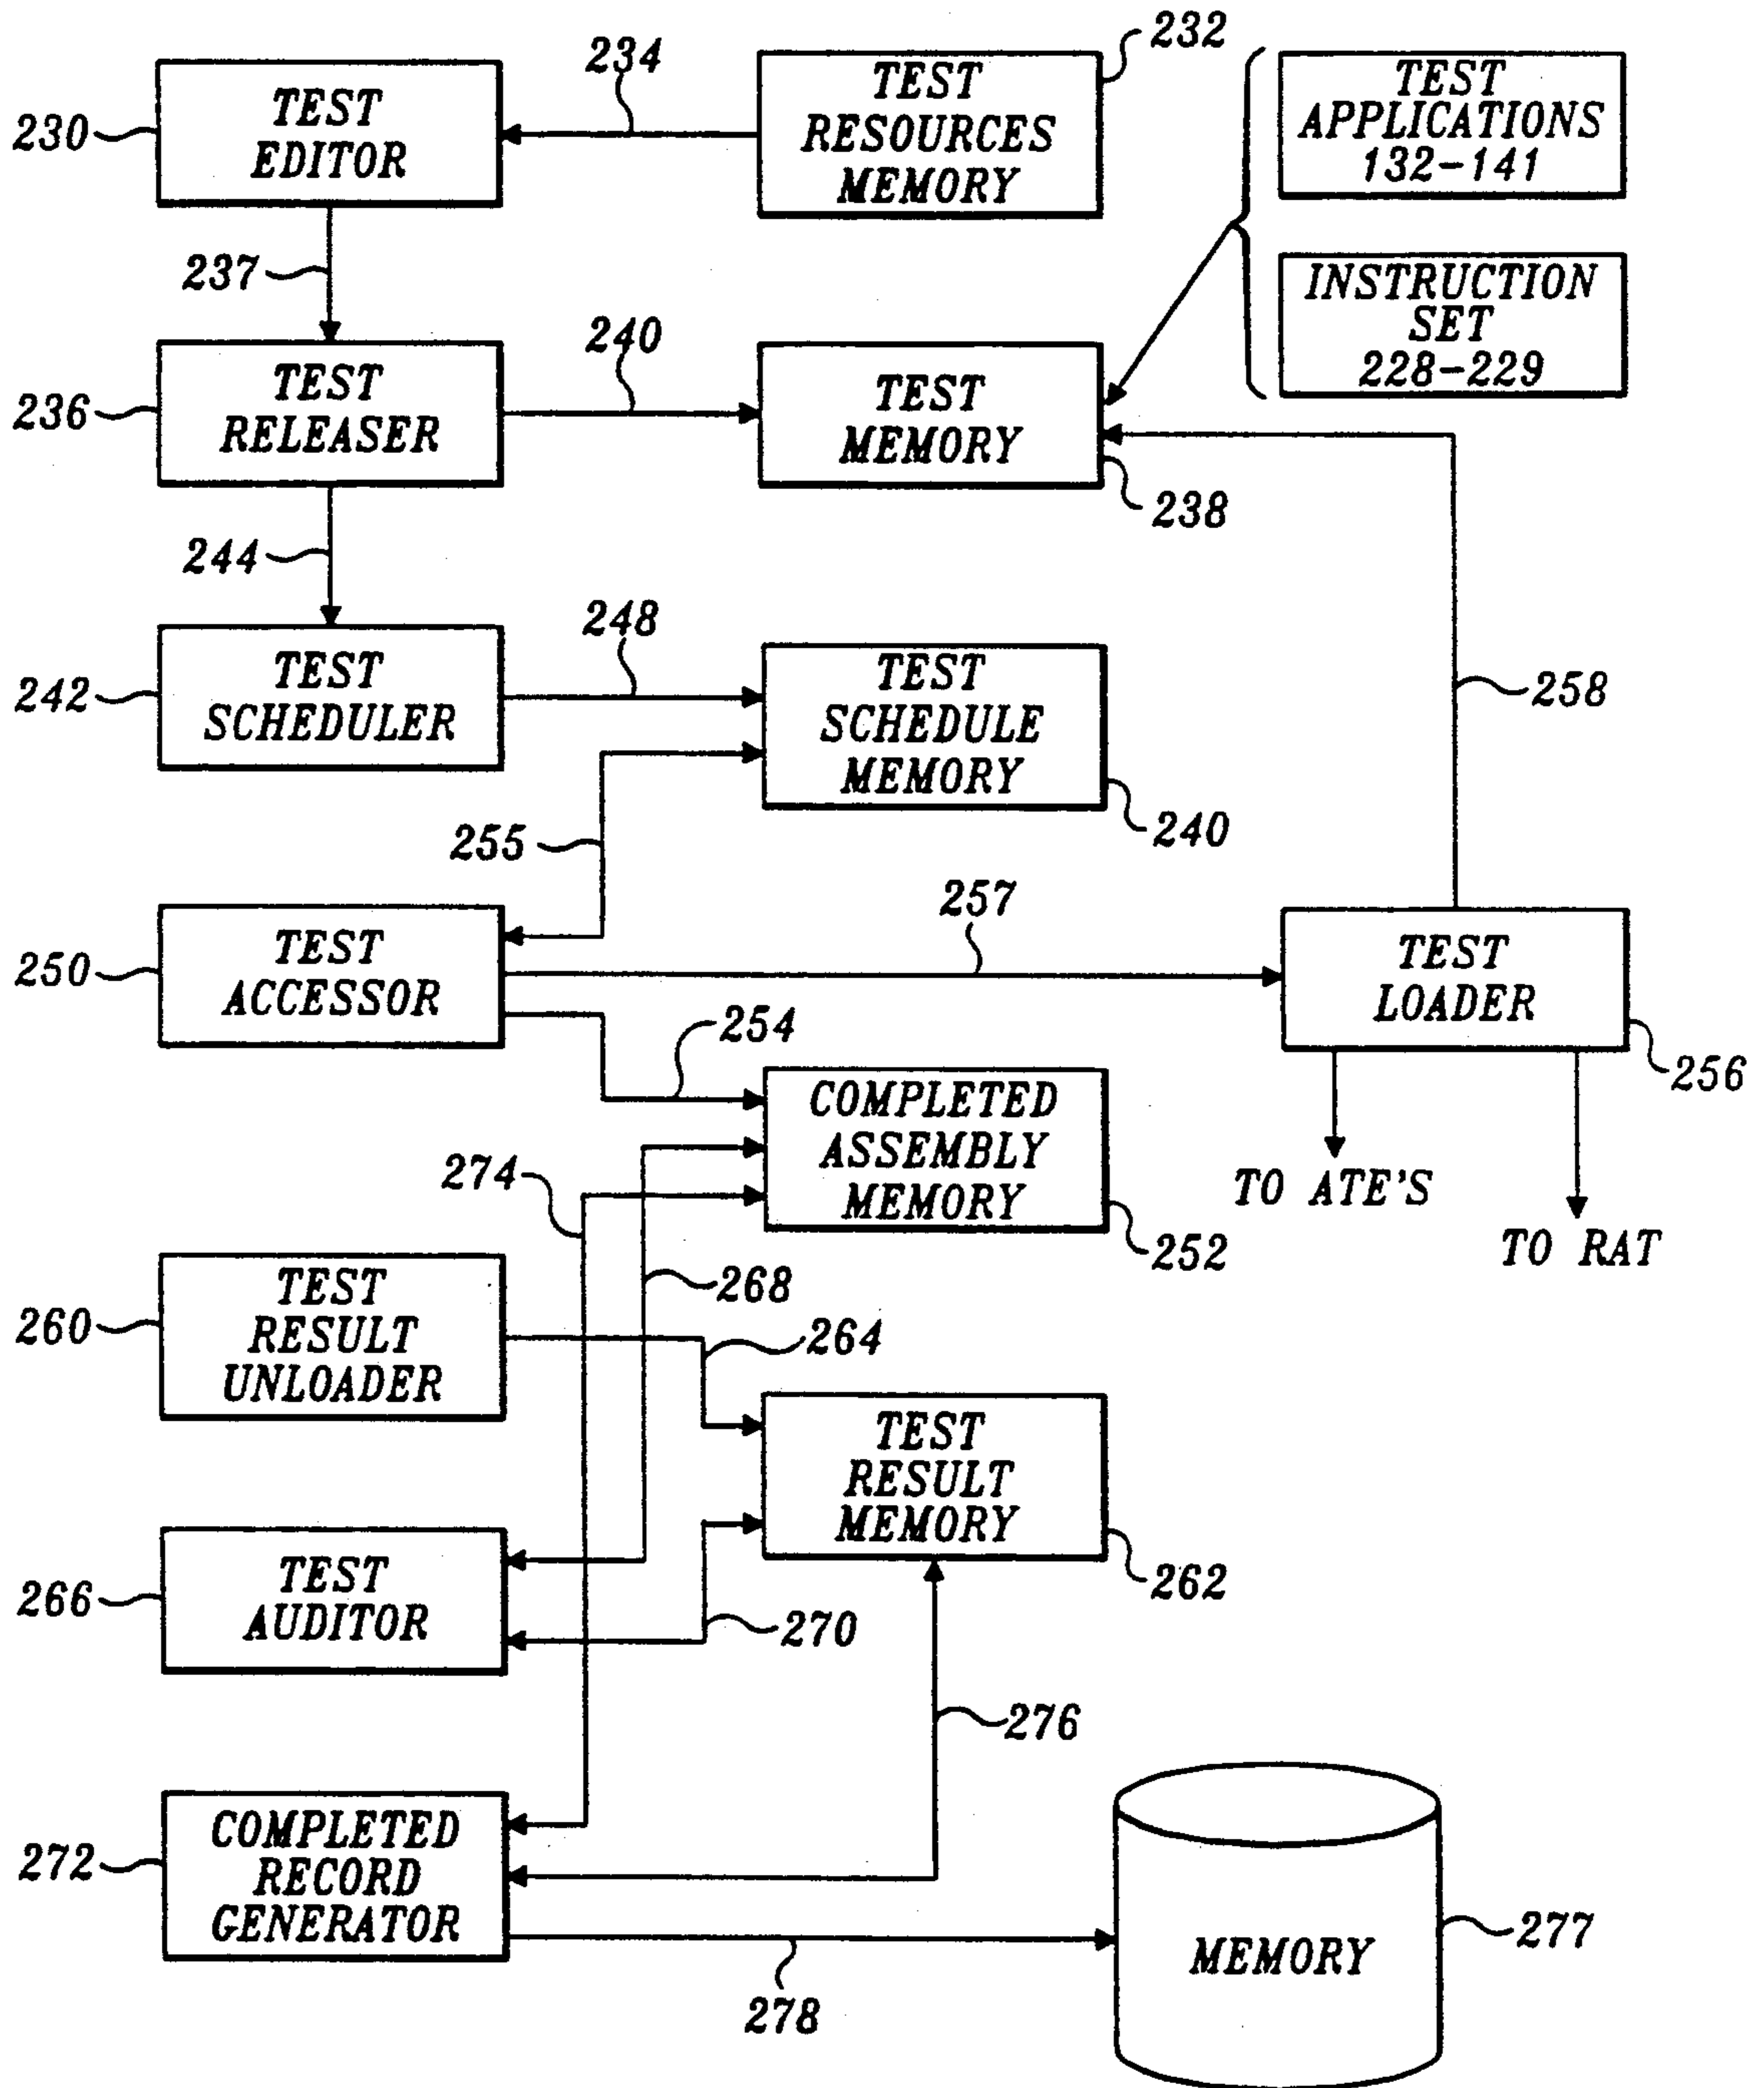 232
234
TEST
RESOURCES
MEMORY
TEST
APPLICATIONS
132-141
230
TEST
EDITOR
237
INSTRUCTION
SET
228-229
240
236
TEST
RELEASER
TEST
MEMORY
238
244
248
242
TEST
SCHEDULER
TEST
SCHEDULE
MEMORY
258
255
240
257
250
TEST
ACCESSOR
TEST
LOADER
254
256
COMPLETED
ASSEMBLY
MEMORY
274
TO ATE'S
252
TO RAT
268
260
TEST
RESULT
UNLOADER
264
TEST
RESULT
MEMORY
262
266
TEST
AUDITOR
270
276
272
COMPLETED
RECORD
GENERATOR
277
MEMORY
278